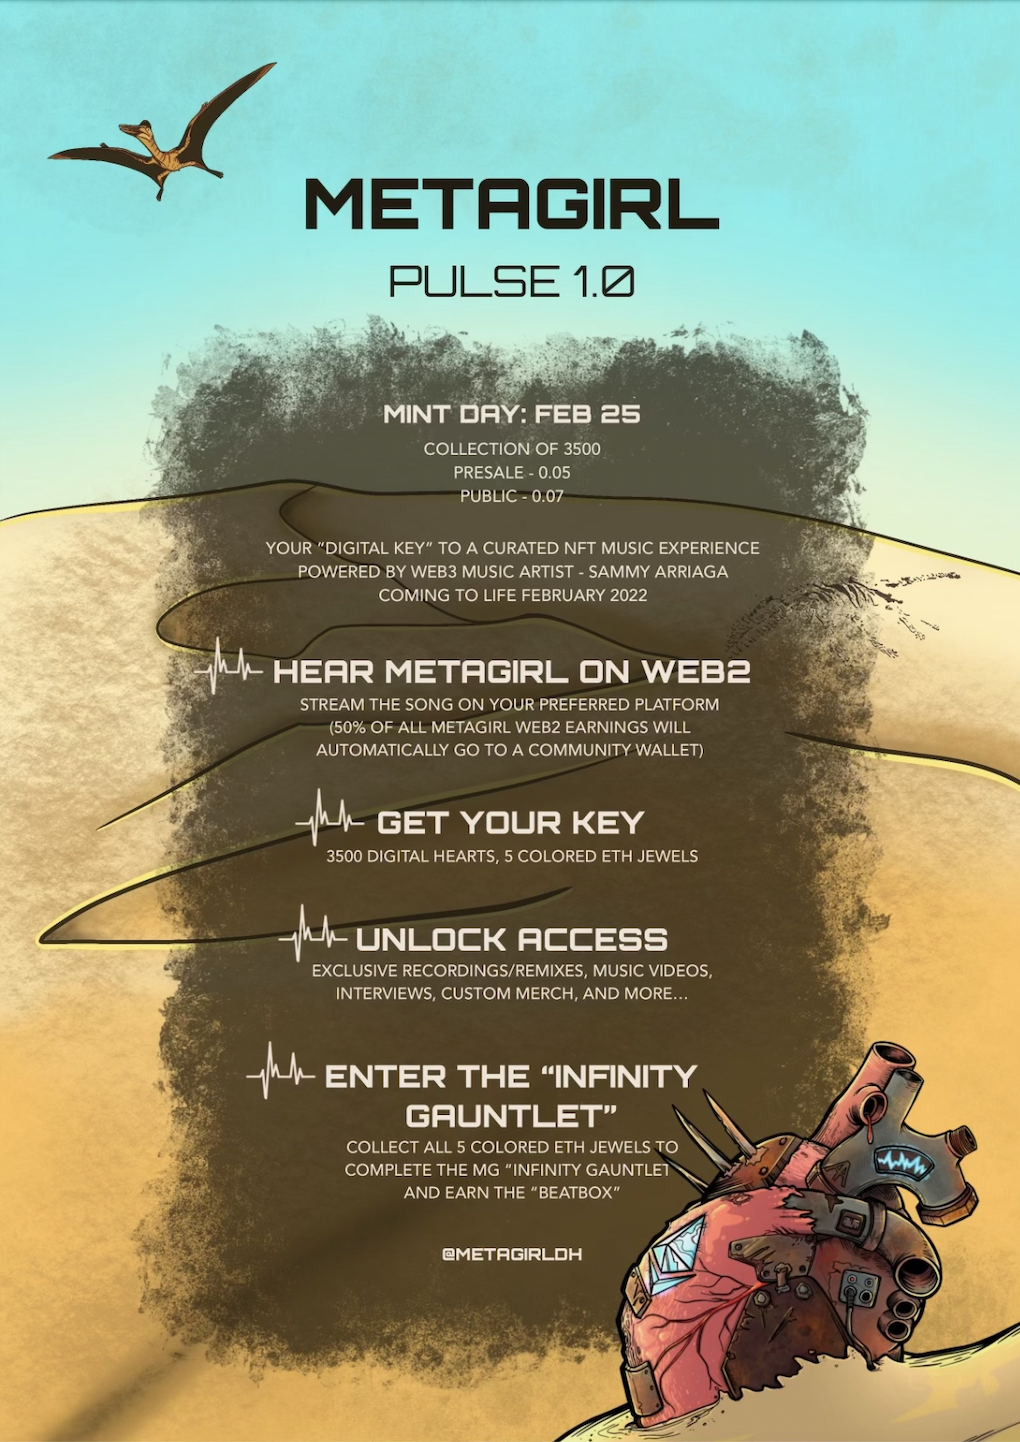 METAGIRL
PULSE 1.0
MINT DAY: FEB 25
COLLECTION OF 3500
PRESALE - 0.05
PUBLIC - 0.07
YOUR “DIGITAL KEY” TO A CURATED NFT MUSIC EXPERIENCE
POWERED BY WEB3 MUSIC ARTIST - SAMMY ARRIAGA
COMING TO LIFE FEBRUARY 2022
HEAR METAGIRL ON WEB2
STREAM THE SONG ON YOUR PREFERRED PLATFORM
(50% OF ALL METAGIRL WEB2 EARNINGS WILL
AUTOMATICALLY GO TO A COMMUNITY WALLET)
GET YOUR KEY
3500 DIGITAL HEARTS, 5 COLORED ETH JEWELS
UNLOCK ACCESS
EXCLUSIVE RECORDINGS/REMIXES, MUSIC VIDEOS,
INTERVIEWS, CUSTOM MERCH, AND MORE...
ENTER THE “INFINITY
GAUNTLET”
COLLECT ALL 5 COLORED ETH JEWELS TO
COMPLETE THE MG “INFINITY GAUNTLET
AND EARN THE “BEATBOX”
@METAGIRLOH